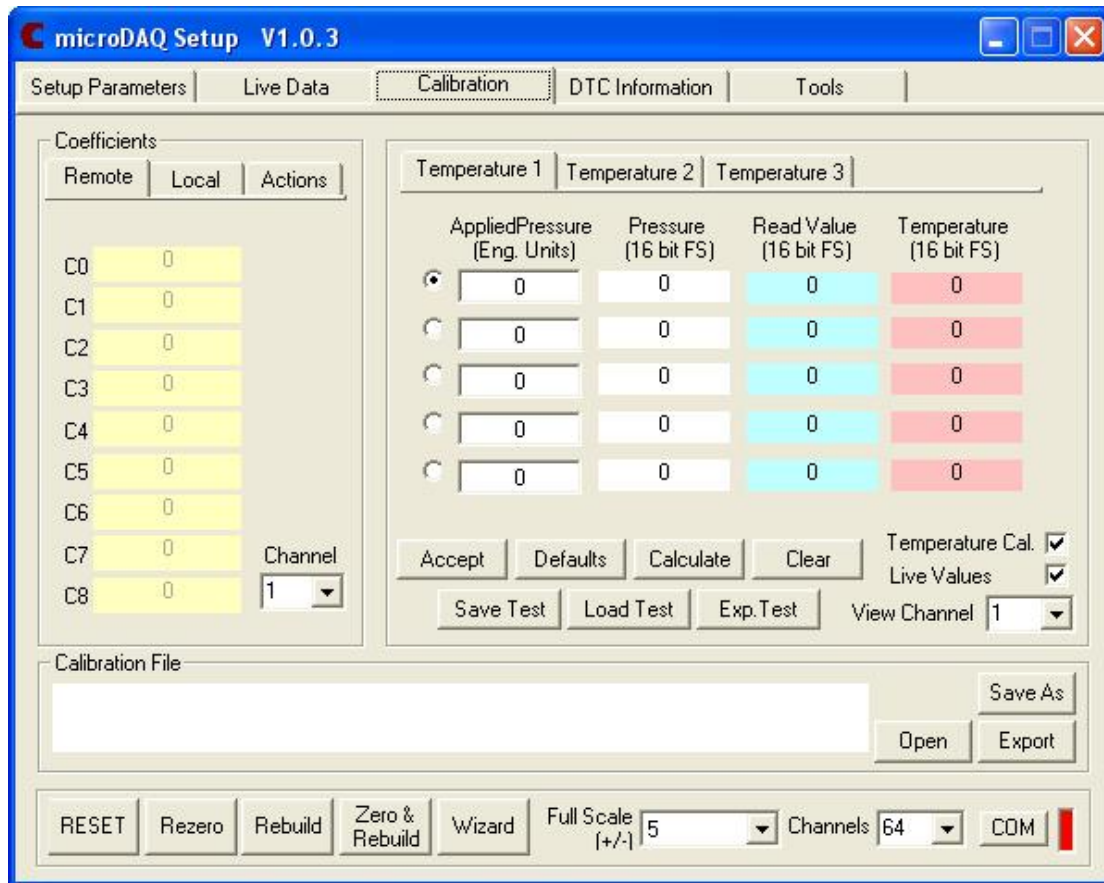 microDAQ Setup V1.0.3
Setup Parameters Live Data Calibration DTC Information Tools
Coefficients
Remote Local Actions
C0 0
C1 0
C2 0
C3 0
C4 0
C5 0
C6 0
C7 0
C8 0
Channel
1
Temperature 1 Temperature 2 Temperature 3
AppliedPressure (Eng. Units) Pressure (16 bit FS) Read Value (16 bit FS) Temperature (16 bit FS)
0 0 0 0
0 0 0 0
0 0 0 0
0 0 0 0
0 0 0 0
Accept Defaults Calculate Clear
Temperature Cal.
Live Values
Save Test Load Test Exp.Test
View Channel 1
Calibration File
Save As
Open Export
RESET Rezero Rebuild Zero & Rebuild Wizard Full Scale (+/-) 5 Channels 64 COM